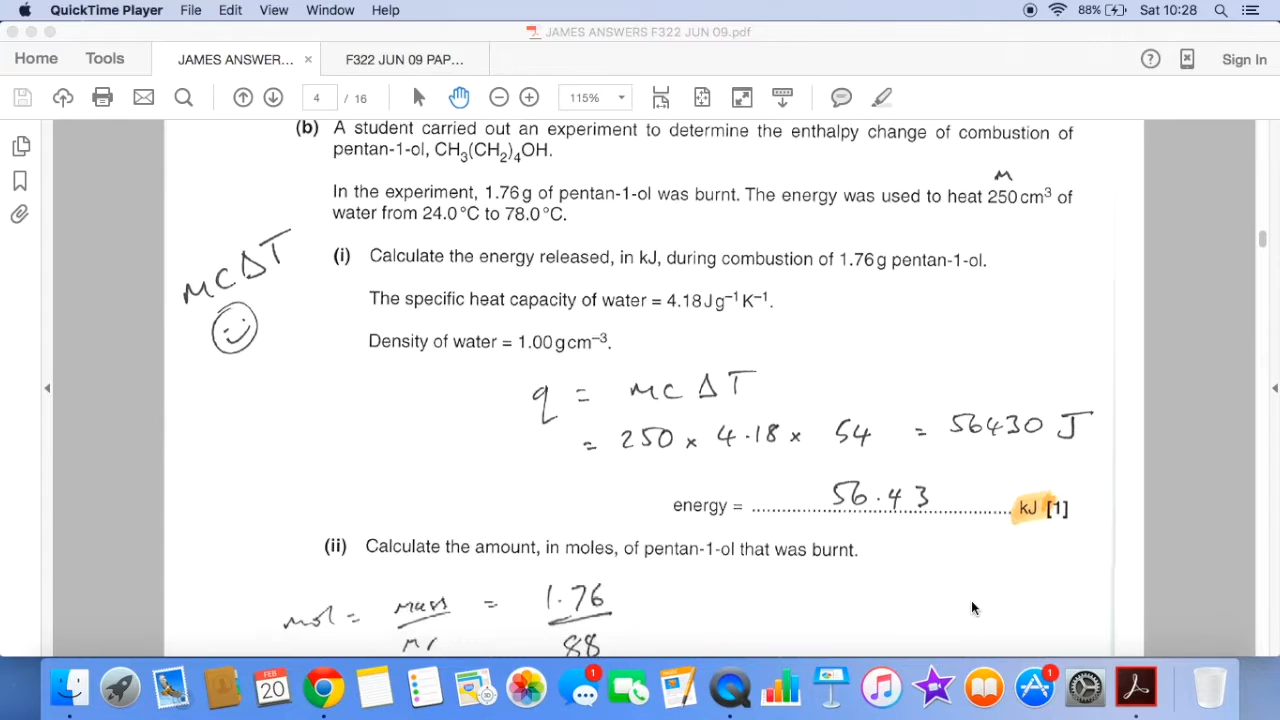 QuickTime Player File Edit View Window Help 88% Sat 10:28
JAMES ANSWERS F322 JUN 09.pdf
Home Tools JAMES ANSWER... × F322 JUN 09 PAP... Sign In
4 / 16 115%
(b) A student carried out an experiment to determine the enthalpy change of combustion of
pentan-1-ol, CH₃(CH₂)₄OH.
M
In the experiment, 1.76 g of pentan-1-ol was burnt. The energy was used to heat 250 cm³ of
water from 24.0 °C to 78.0 °C.
mcΔT
(i) Calculate the energy released, in kJ, during combustion of 1.76 g pentan-1-ol.
The specific heat capacity of water = 4.18 J g⁻¹ K⁻¹.
Density of water = 1.00 g cm⁻³.
q = mcΔT
= 250 × 4.18 × 54 = 56430 J
energy = 56.43 kJ [1]
(ii) Calculate the amount, in moles, of pentan-1-ol that was burnt.
mol = mass = 1.76
mr 88
FEB
20
1
1